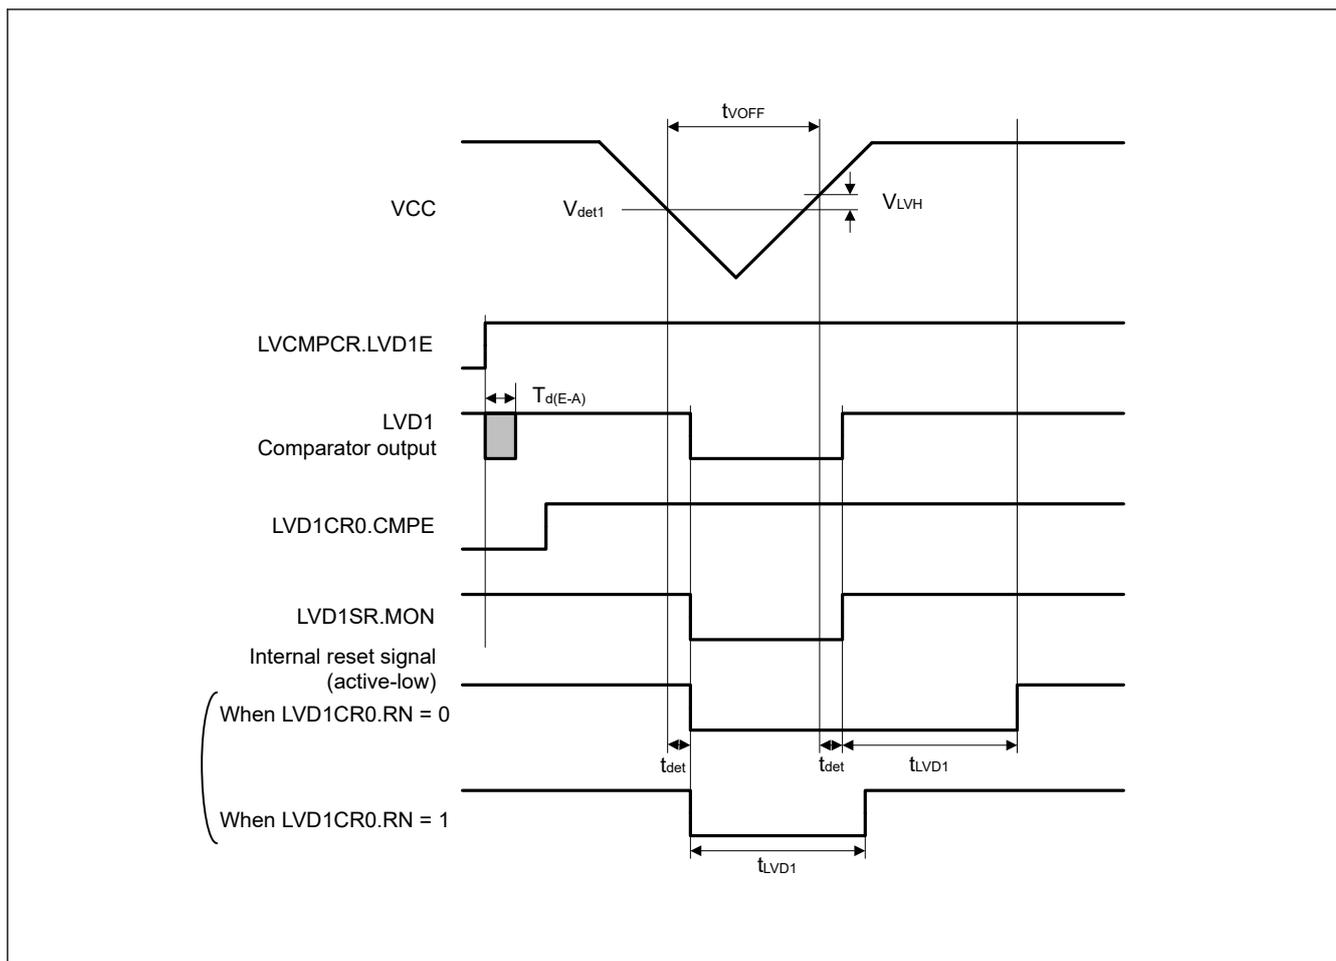 tVOFF
VCC
Vdet1
VLVH
LVCMPCR.LVD1E
Td(E-A)
LVD1
Comparator output
LVD1CR0.CMPE
LVD1SR.MON
Internal reset signal
(active-low)
When LVD1CR0.RN = 0
tdet
tdet
tLVD1
When LVD1CR0.RN = 1
tLVD1